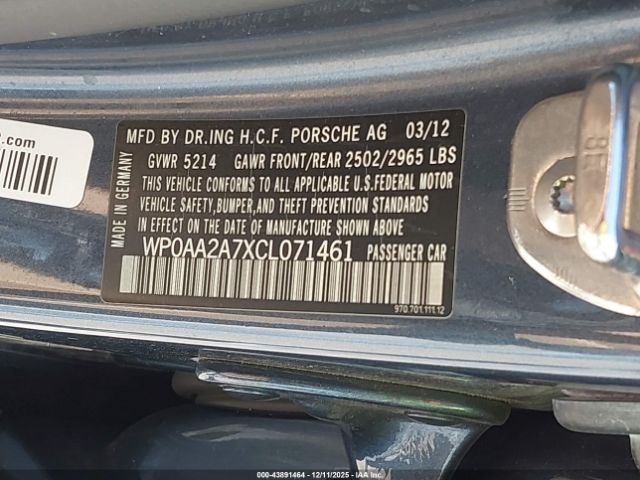 c.com
MFD BY DR.ING H.C.F. PORSCHE AG 03/12
GVWR 5214 GAWR FRONT/REAR 2502/2965 LBS
THIS VEHICLE CONFORMS TO ALL APPLICABLE U.S.FEDERAL MOTOR
VEHICLE SAFETY,BUMPER,AND THEFT PREVENTION STANDARDS
IN EFFECT ON THE DATE OF MANUFACTURE SHOWN ABOVE
WP0AA2A7XCL071461 PASSENGER CAR
970.701.111.12
MADE IN GERMANY
000-43891464 - 12/11/2025 - IAAI.COM